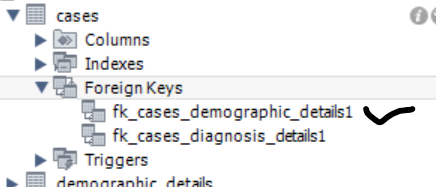 cases
Columns
Indexes
Foreign Keys
fk_cases_demographic_details1
fk_cases_diagnosis_details1
Triggers
demographic_details